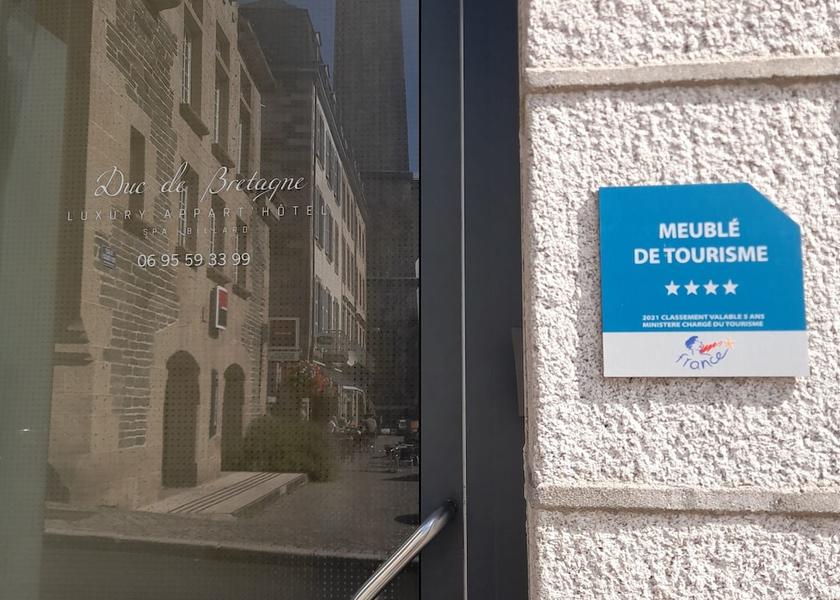 Duc de Bretagne
LUXURY APPART HÔTEL
SPA BILLARD
06 95 59 33 99
MEUBLÉ
DE TOURISME
★★★★
2021 CLASSEMENT VALABLE 5 ANS
MINISTERE CHARGÉ DU TOURISME
france